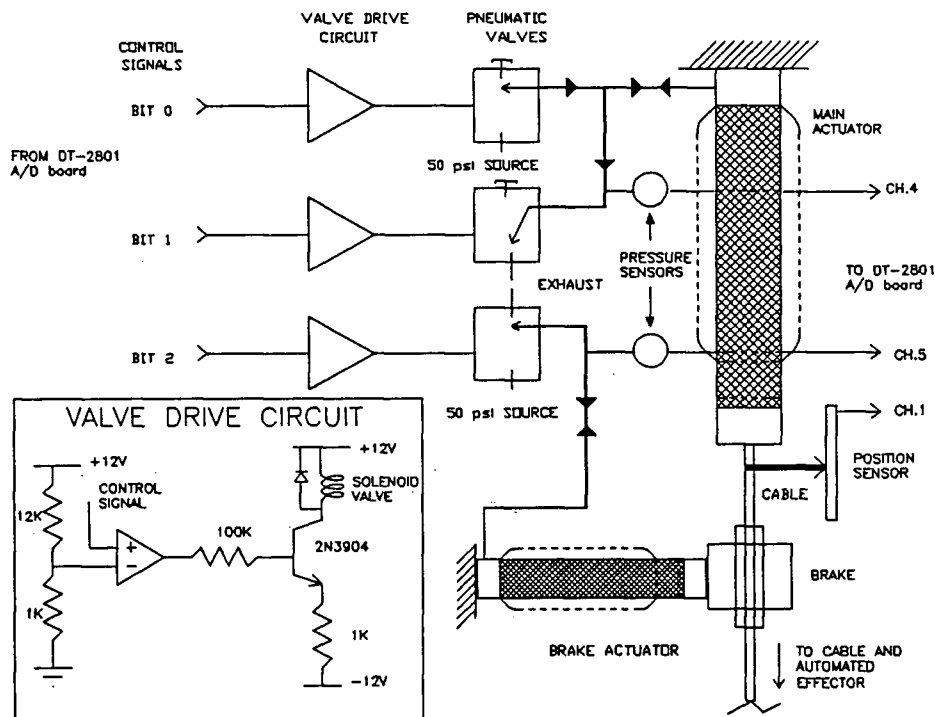 VALVE DRIVE
CIRCUIT
PNEUMATIC
VALVES
CONTROL
SIGNALS
BIT 0
MAIN
ACTUATOR
FROM DT-2801
A/D board
50 psi SOURCE
CH.4
BIT 1
PRESSURE
SENSORS
EXHAUST
TO DT-2801
A/D board
BIT 2
CH.5
50 psi SOURCE
CH.1
VALVE DRIVE CIRCUIT
+12V
+12V
CONTROL
SIGNAL
SOLENOID
VALVE
POSITION
SENSOR
CABLE
12K
100K
2N3904
+
-
BRAKE
1K
1K
BRAKE ACTUATOR
TO CABLE AND
AUTOMATED
EFFECTOR
-12V